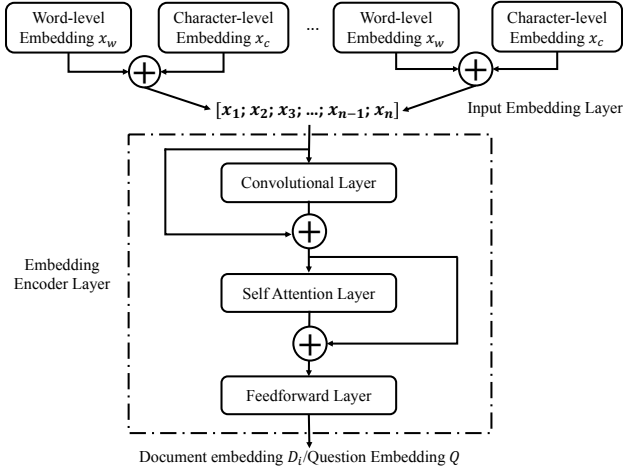 Word-level
Embedding x_w
Character-level
Embedding x_c
...
Word-level
Embedding x_w
Character-level
Embedding x_c
[x_1; x_2; x_3; ...; x_{n-1}; x_n]
Input Embedding Layer
Convolutional Layer
Embedding
Encoder Layer
Self Attention Layer
Feedforward Layer
Document embedding D_i/Question Embedding Q